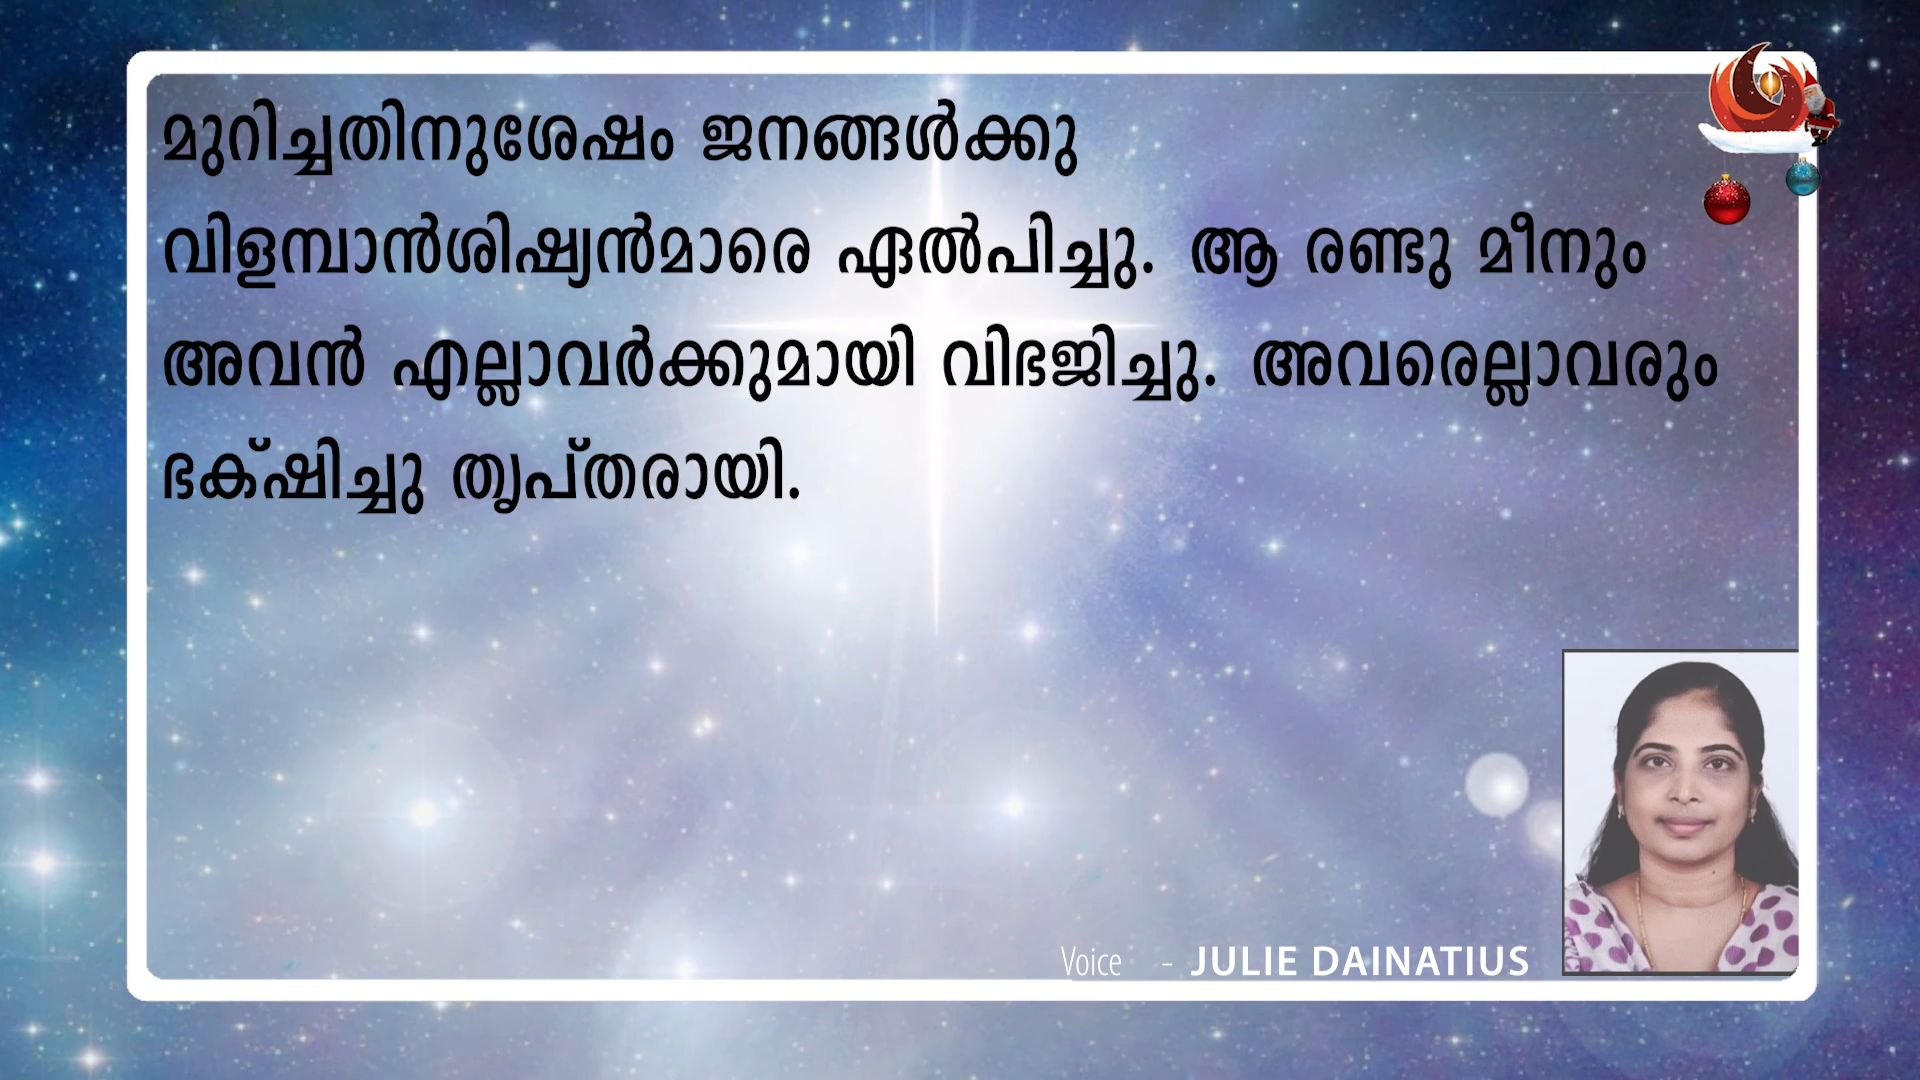 മുറിച്ചതിനുശേഷം ജനങ്ങൾക്കു
വിളമ്പാൻശിഷ്യൻമാരെ ഏൽപിച്ചു. ആ രണ്ടു മീനും
അവൻ എല്ലാവർക്കുമായി വിഭജിച്ചു. അവരെല്ലാവരും
ഭക്‌ഷിച്ചു തൃപ്തരായി.
Voice - JULIE DAINATIUS